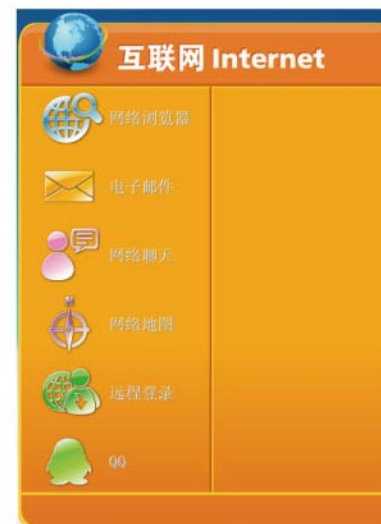 互联网 Internet
网络浏览器
电子邮件
网络聊天
网络地图
远程登录
QQ